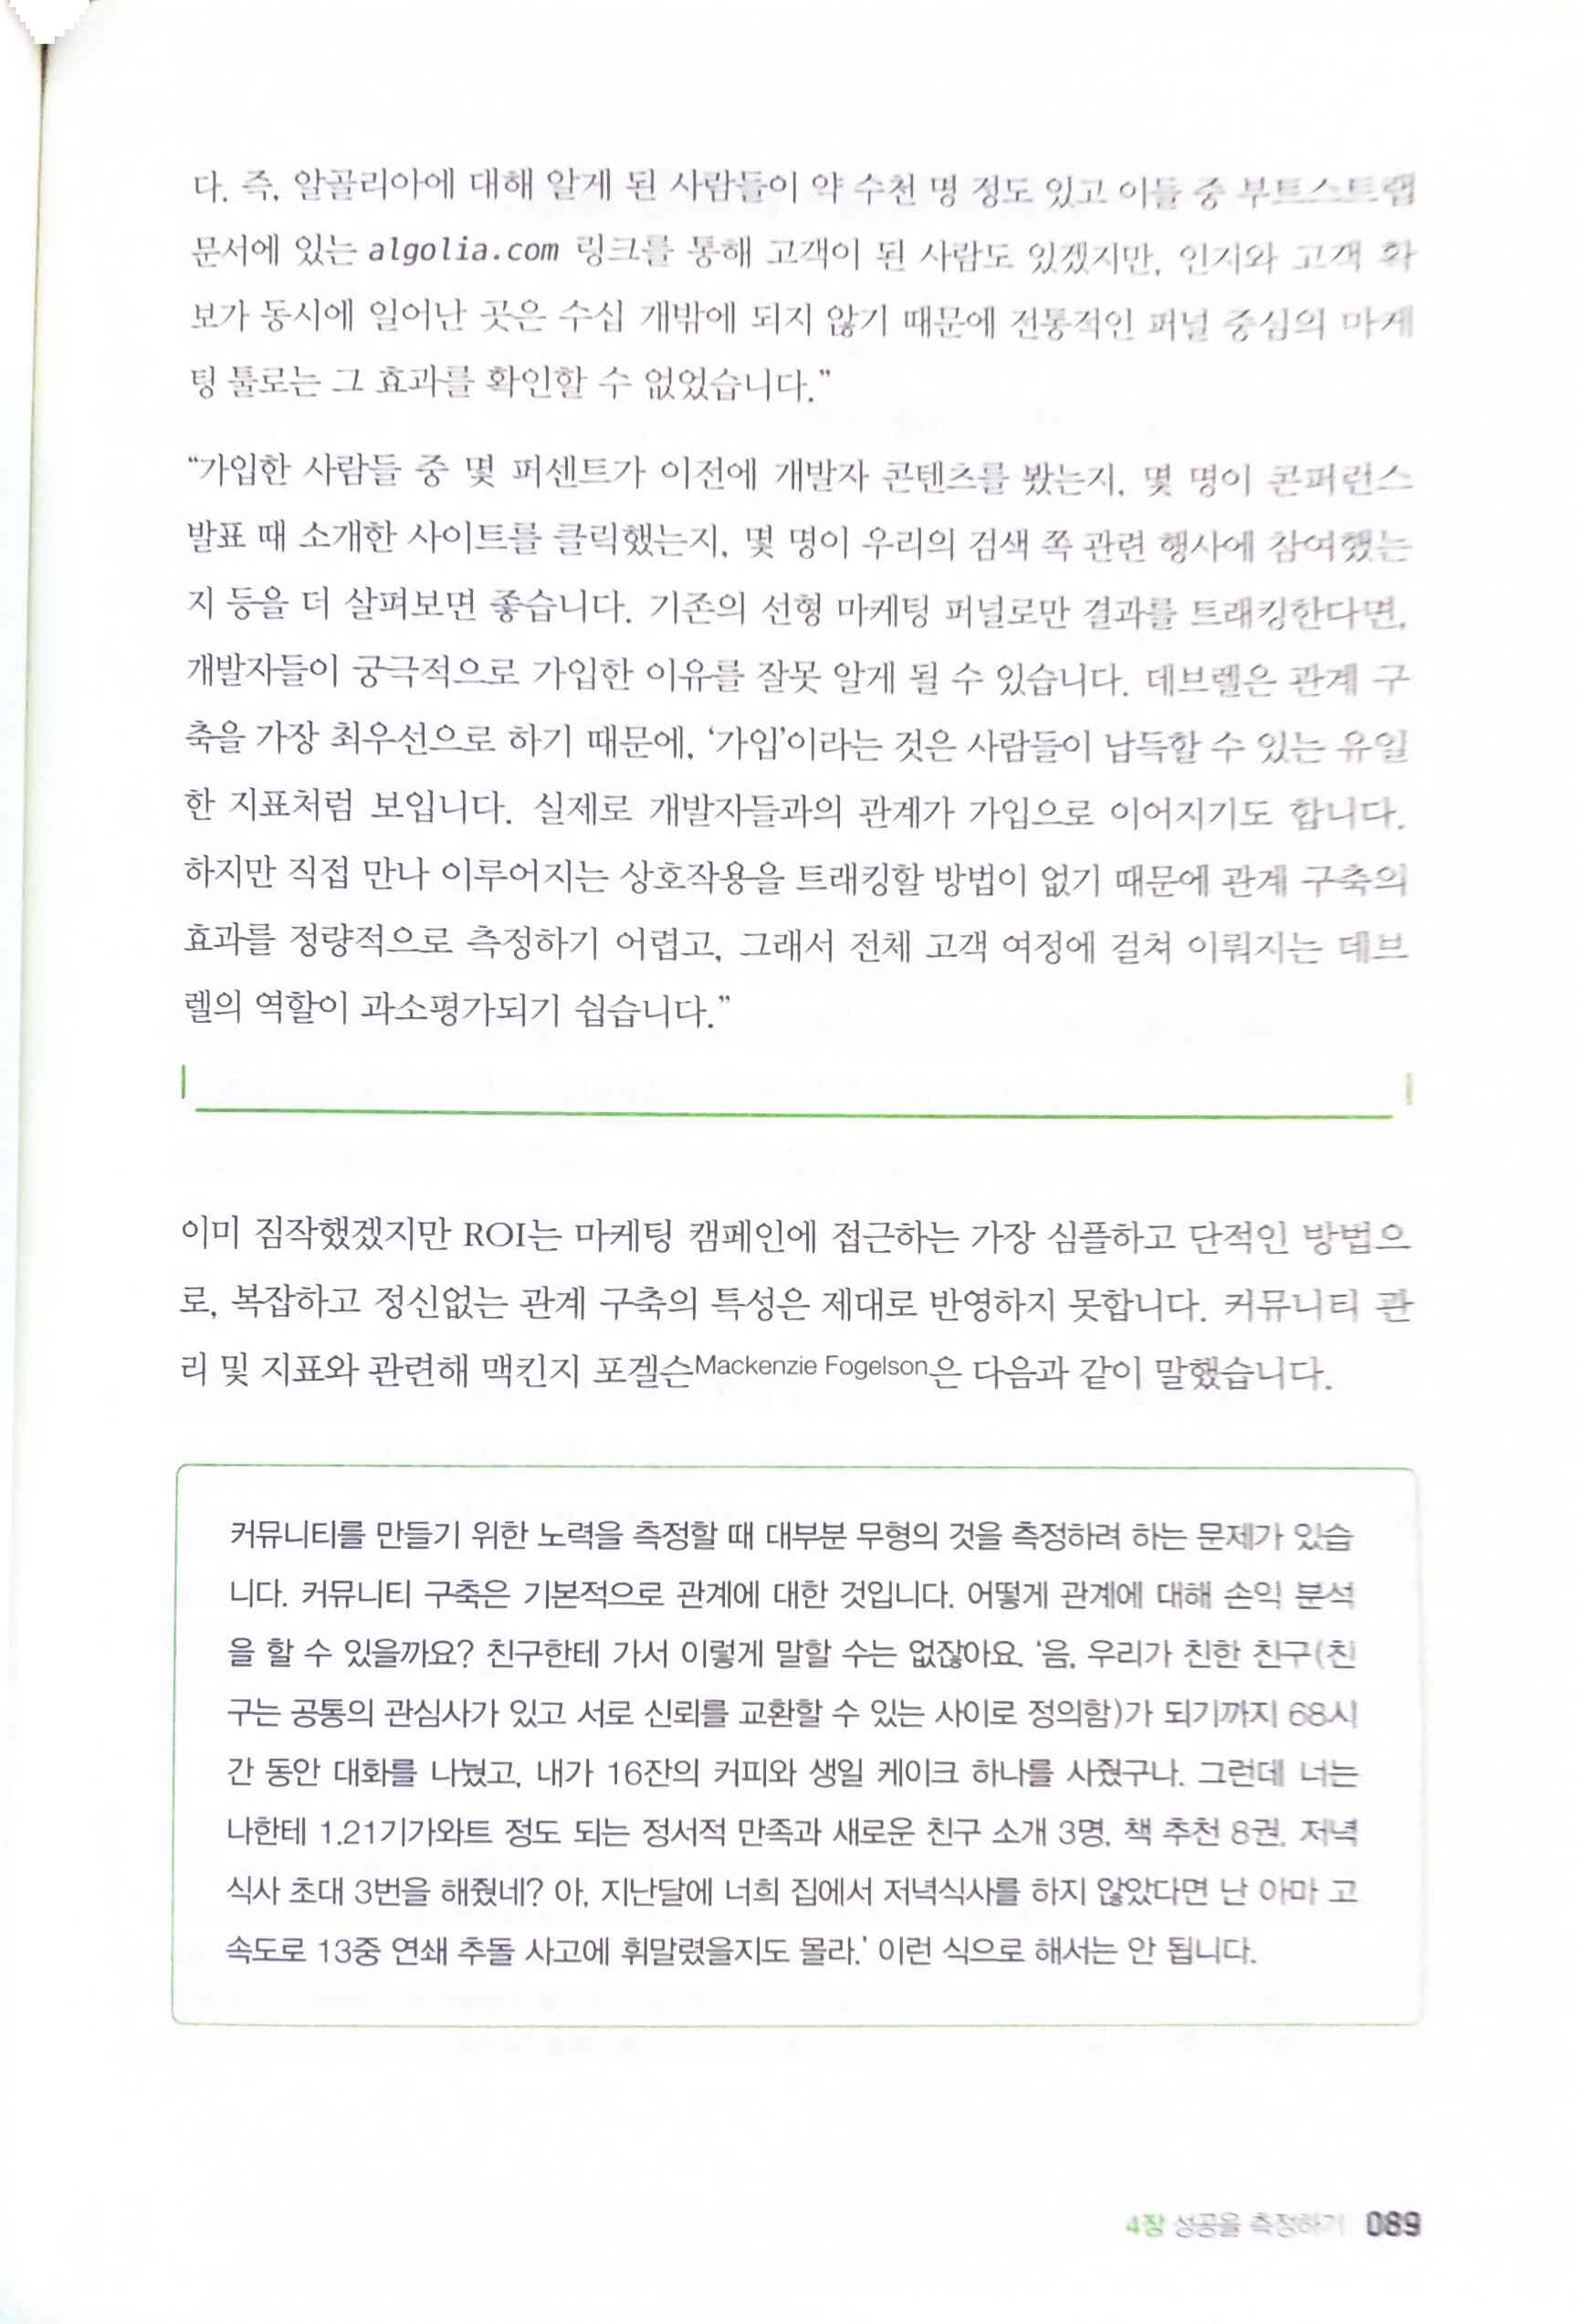 다. 즉, 알골리아에 대해 알게 된 사람들이 약 수천 명 정도 있고 이들 중 부트스트랩
문서에 있는 algolia.com 링크를 통해 고객이 된 사람도 있겠지만, 인지와 고객 확
보가 동시에 일어난 곳은 수십 개밖에 되지 않기 때문에 전통적인 퍼널 중심의 마케
팅 툴로는 그 효과를 확인할 수 없었습니다.”
“가입한 사람들 중 몇 퍼센트가 이전에 개발자 콘텐츠를 봤는지, 몇 명이 콘퍼런스
발표 때 소개한 사이트를 클릭했는지, 몇 명이 우리의 검색 쪽 관련 행사에 참여했는
지 등을 더 살펴보면 좋습니다. 기존의 선형 마케팅 퍼널로만 결과를 트래킹한다면,
개발자들이 궁극적으로 가입한 이유를 잘못 알게 될 수 있습니다. 데브렐은 관계 구
축을 가장 최우선으로 하기 때문에, ‘가입’이라는 것은 사람들이 납득할 수 있는 유일
한 지표처럼 보입니다. 실제로 개발자들과의 관계가 가입으로 이어지기도 합니다.
하지만 직접 만나 이루어지는 상호작용을 트래킹할 방법이 없기 때문에 관계 구축의
효과를 정량적으로 측정하기 어렵고, 그래서 전체 고객 여정에 걸쳐 이뤄지는 데브
렐의 역할이 과소평가되기 쉽습니다.”
이미 짐작했겠지만 ROI는 마케팅 캠페인에 접근하는 가장 심플하고 단적인 방법으
로, 복잡하고 정신없는 관계 구축의 특성은 제대로 반영하지 못합니다. 커뮤니티 관
리 및 지표와 관련해 맥킨지 포겔슨Mackenzie Fogelson은 다음과 같이 말했습니다.
커뮤니티를 만들기 위한 노력을 측정할 때 대부분 무형의 것을 측정하려 하는 문제가 있습
니다. 커뮤니티 구축은 기본적으로 관계에 대한 것입니다. 어떻게 관계에 대해 손익 분석
을 할 수 있을까요? 친구한테 가서 이렇게 말할 수는 없잖아요. ‘음, 우리가 친한 친구(친
구는 공통의 관심사가 있고 서로 신뢰를 교환할 수 있는 사이로 정의함)가 되기까지 68시
간 동안 대화를 나눴고, 내가 16잔의 커피와 생일 케이크 하나를 사줬구나. 그런데 너는
나한테 1.21기가와트 정도 되는 정서적 만족과 새로운 친구 소개 3명, 책 추천 8권, 저녁
식사 초대 3번을 해줬네? 아, 지난달에 너희 집에서 저녁식사를 하지 않았다면 난 아마 고
속도로 13중 연쇄 추돌 사고에 휘말렸을지도 몰라.’ 이런 식으로 해서는 안 됩니다.
4장 성공을 측정하기 089